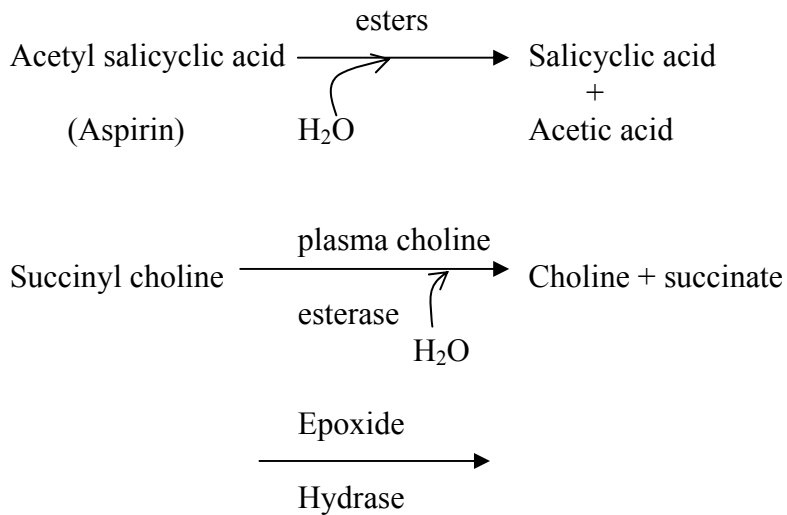 esters
Acetyl salicyclic acid Salicyclic acid
+
(Aspirin) H₂O Acetic acid
plasma choline
Succinyl choline Choline + succinate
esterase
H₂O
Epoxide
Hydrase